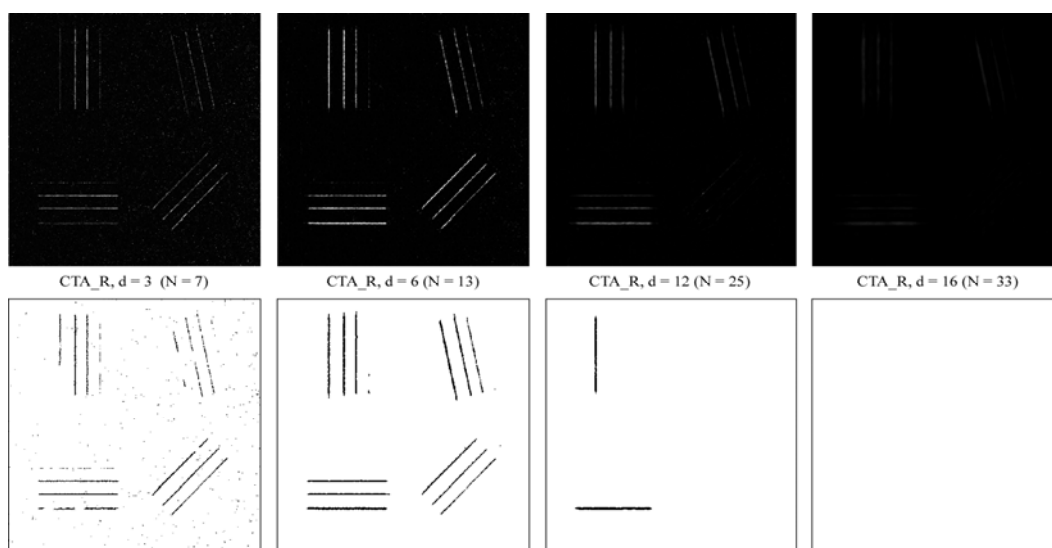 CTA_R, d = 3 (N = 7)
CTA_R, d = 6 (N = 13)
CTA_R, d = 12 (N = 25)
CTA_R, d = 16 (N = 33)